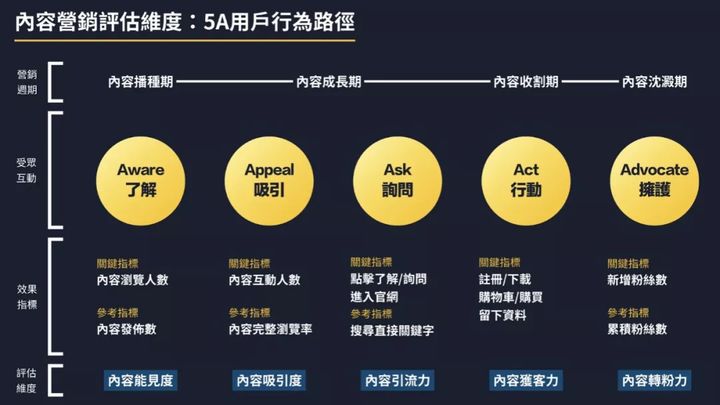 內容營銷評估維度：5A用戶行為路徑
營銷
週期
內容播種期
內容成長期
內容收割期
內容沈澱期
受眾
互動
Aware
了解
Appeal
吸引
Ask
詢問
Act
行動
Advocate
擁護
效果
指標
關鍵指標
內容瀏覽人數
參考指標
內容發佈數
關鍵指標
內容互動人數
參考指標
內容完整瀏覽率
關鍵指標
點擊了解/詢問
進入官網
參考指標
搜尋直接關鍵字
關鍵指標
註冊/下載
購物車/購買
留下資料
關鍵指標
新增粉絲數
參考指標
累積粉絲數
評估
維度
內容能見度
內容吸引度
內容引流力
內容獲客力
內容轉粉力